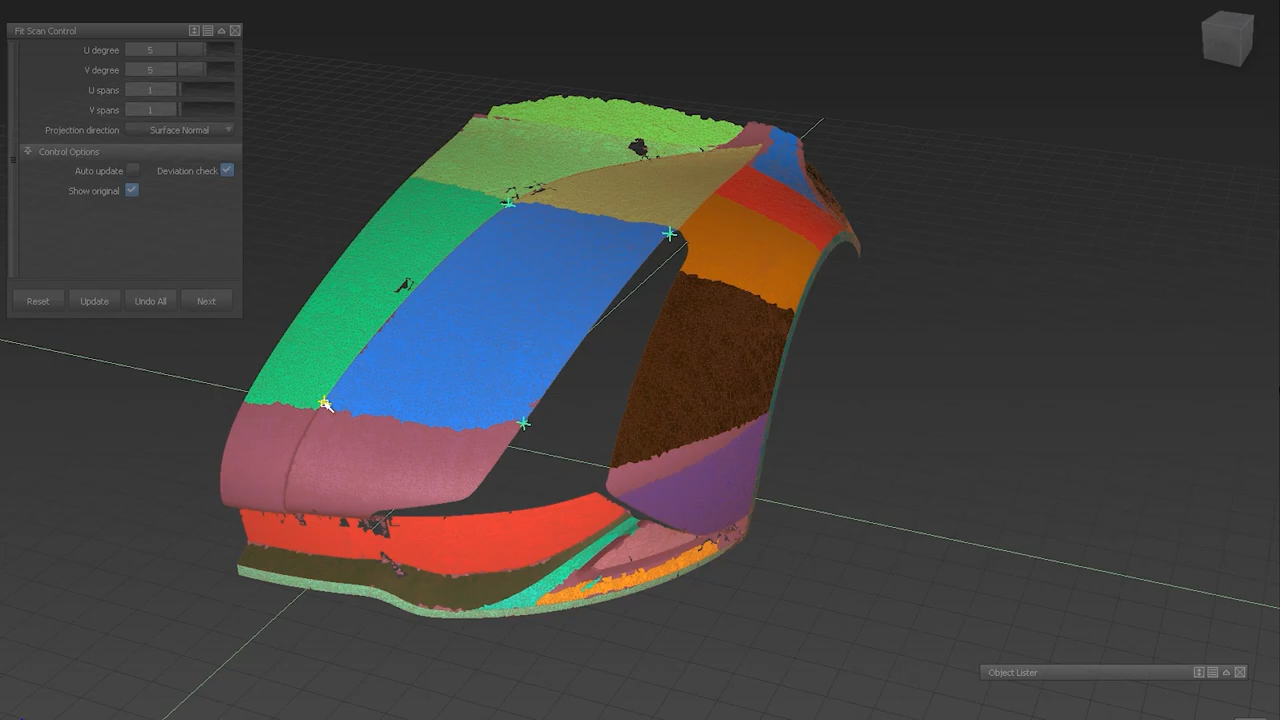 Fit Scan Control
U degree 5
V degree 5
U spans 1
V spans 1
Projection direction Surface Normal
Control Options
Auto update Deviation check
Show original
Reset Update Undo All Next
Object Lister